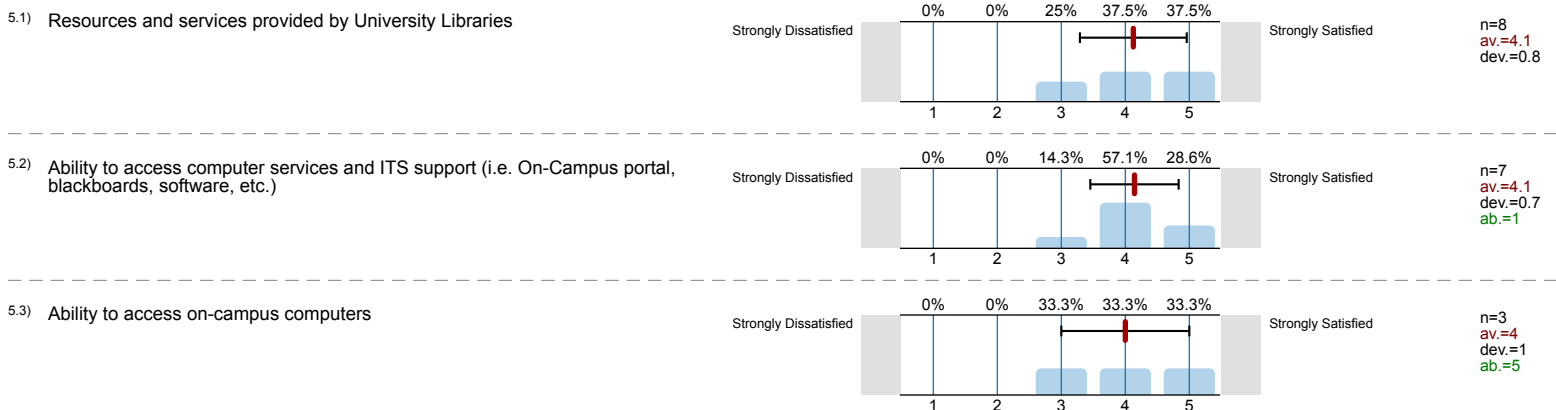 5.1) Resources and services provided by University Libraries
0% 0% 25% 37.5% 37.5%
Strongly Dissatisfied Strongly Satisfied
n=8
av.=4.1
dev.=0.8
1 2 3 4 5
5.2) Ability to access computer services and ITS support (i.e. On-Campus portal,
blackboards, software, etc.)
0% 0% 14.3% 57.1% 28.6%
Strongly Dissatisfied Strongly Satisfied
n=7
av.=4.1
dev.=0.7
ab.=1
1 2 3 4 5
5.3) Ability to access on-campus computers
0% 0% 33.3% 33.3% 33.3%
Strongly Dissatisfied Strongly Satisfied
n=3
av.=4
dev.=1
ab.=5
1 2 3 4 5